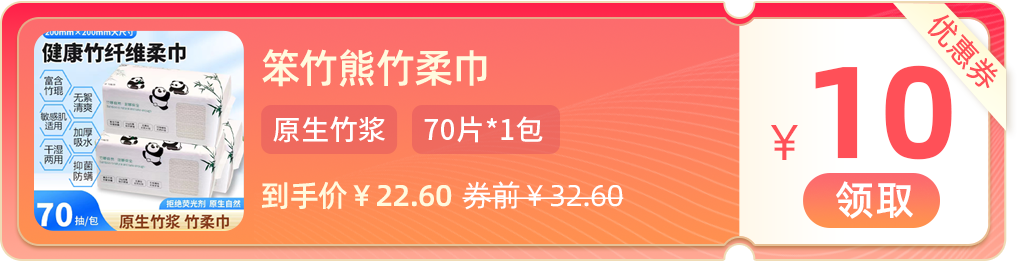 200mm×200mm大尺寸
健康竹纤维柔巾
富含
竹琨
无絮
清爽
敏感肌
适用
加厚
吸水
干湿
两用
抑菌
防螨
70抽/包
拒绝荧光剂 原生自然
原生竹浆 竹柔巾
笨竹熊竹柔巾
原生竹浆
70片*1包
到手价￥22.60 券前￥32.60
优惠券
￥10
领取